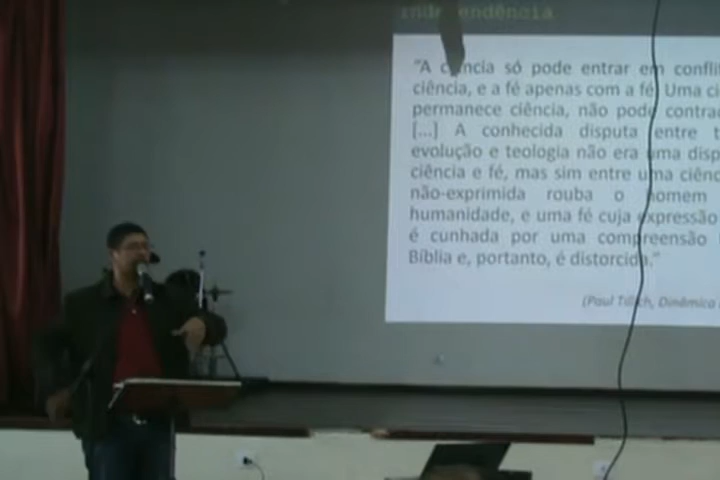 independência
"A ciência só pode entrar em confli
ciência, e a fé apenas com a fé. Uma ci
permanece ciência, não pode contrad
[...] A conhecida disputa entre t
evolução e teologia não era uma disp
ciência e fé, mas sim entre uma ciênc
não-exprimida rouba o homem
humanidade, e uma fé cuja expressão
é cunhada por uma compreensão
Bíblia e, portanto, é distorcida."
(Paul Tillich, Dinâmica